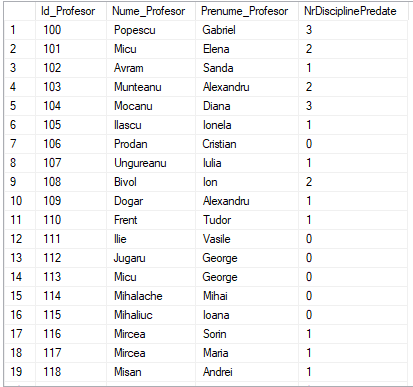 Id_Profesor Nume_Profesor Prenume_Profesor NrDisciplinePredate
1 100 Popescu Gabriel 3
2 101 Micu Elena 2
3 102 Avram Sanda 1
4 103 Munteanu Alexandru 2
5 104 Mocanu Diana 3
6 105 Ilascu Ionela 1
7 106 Prodan Cristian 0
8 107 Ungureanu Iulia 1
9 108 Bivol Ion 2
10 109 Dogar Alexandru 1
11 110 Frent Tudor 1
12 111 Ilie Vasile 0
13 112 Jugaru George 0
14 113 Micu George 0
15 114 Mihalache Mihai 0
16 115 Mihaliuc Ioana 0
17 116 Mircea Sorin 1
18 117 Mircea Maria 1
19 118 Misan Andrei 1